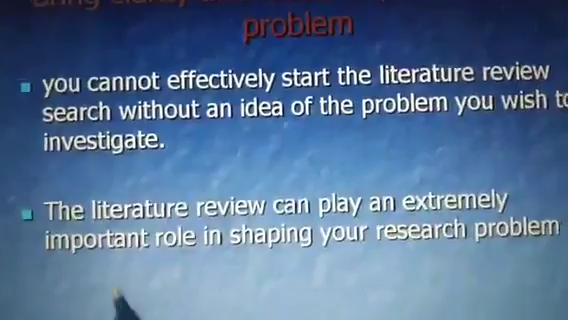 problem
you cannot effectively start the literature review
search without an idea of the problem you wish to
investigate.
The literature review can play an extremely
important role in shaping your research problem